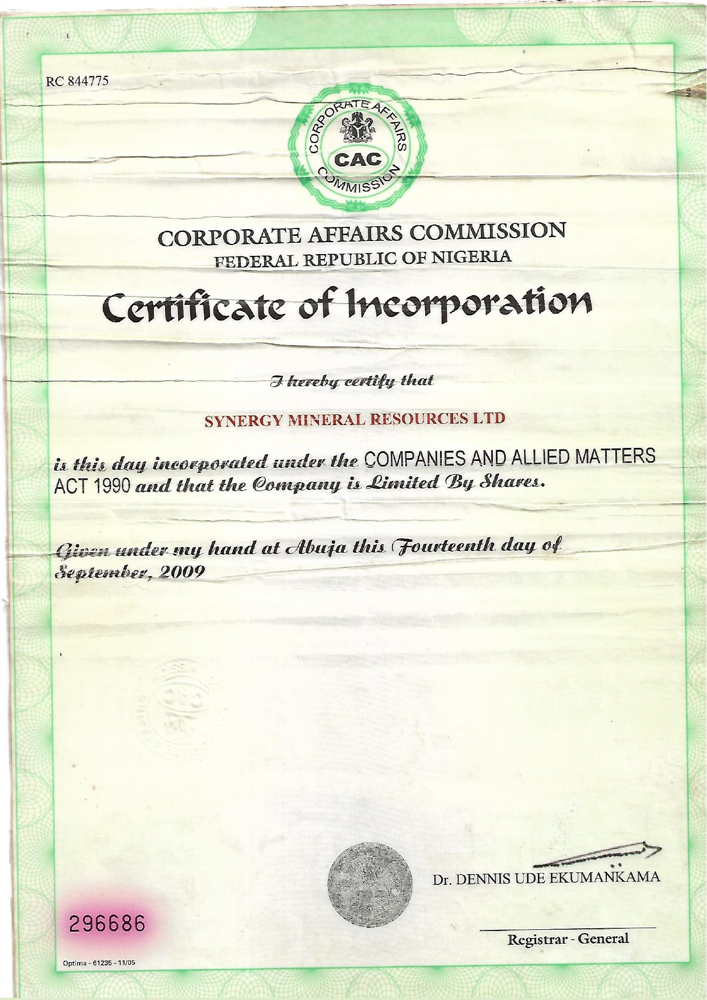 RC 844775
CORPORATE AFFAIRS
CAC
COMMISSION
CORPORATE AFFAIRS COMMISSION
FEDERAL REPUBLIC OF NIGERIA
Certificate of Incorporation
I hereby certify that
SYNERGY MINERAL RESOURCES LTD
is this day incorporated under the COMPANIES AND ALLIED MATTERS
ACT 1990 and that the Company is Limited By Shares.
Given under my hand at Abuja this Fourteenth day of
September, 2009
Dr. DENNIS UDE EKUMANKAMA
296686
Registrar - General
Optima - 61235 - 11/05